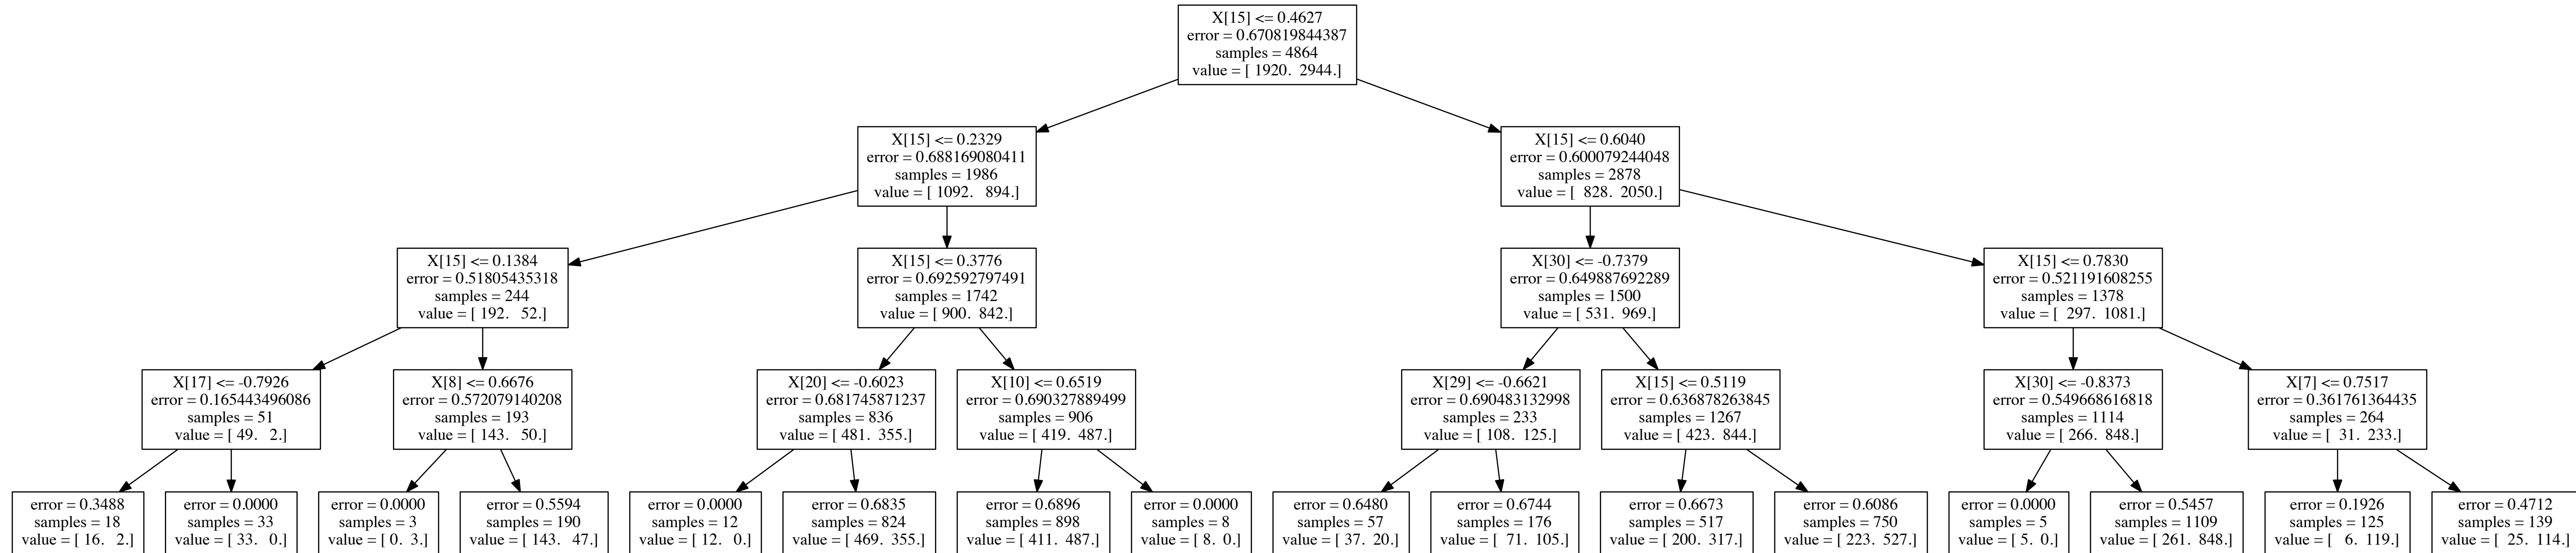 X[15] <= 0.4627
error = 0.670819844387
samples = 4864
value = [ 1920. 2944.]
X[15] <= 0.2329
error = 0.688169080411
samples = 1986
value = [ 1092. 894.]
X[15] <= 0.6040
error = 0.600079244048
samples = 2878
value = [ 828. 2050.]
X[15] <= 0.1384
error = 0.51805435318
samples = 244
value = [ 192. 52.]
X[15] <= 0.3776
error = 0.692592797491
samples = 1742
value = [ 900. 842.]
X[30] <= -0.7379
error = 0.649887692289
samples = 1500
value = [ 531. 969.]
X[15] <= 0.7830
error = 0.521191608255
samples = 1378
value = [ 297. 1081.]
X[17] <= -0.7926
error = 0.165443496086
samples = 51
value = [ 49. 2.]
X[8] <= 0.6676
error = 0.572079140208
samples = 193
value = [ 143. 50.]
X[20] <= -0.6023
error = 0.681745871237
samples = 836
value = [ 481. 355.]
X[10] <= 0.6519
error = 0.690327889499
samples = 906
value = [ 419. 487.]
X[29] <= -0.6621
error = 0.690483132998
samples = 233
value = [ 108. 125.]
X[15] <= 0.5119
error = 0.636878263845
samples = 1267
value = [ 423. 844.]
X[30] <= -0.8373
error = 0.549668616818
samples = 1114
value = [ 266. 848.]
X[7] <= 0.7517
error = 0.361761364435
samples = 264
value = [ 31. 233.]
error = 0.3488
samples = 18
value = [ 16. 2.]
error = 0.0000
samples = 33
value = [ 33. 0.]
error = 0.0000
samples = 3
value = [ 0. 3.]
error = 0.5594
samples = 190
value = [ 143. 47.]
error = 0.0000
samples = 12
value = [ 12. 0.]
error = 0.6835
samples = 824
value = [ 469. 355.]
error = 0.6896
samples = 898
value = [ 411. 487.]
error = 0.0000
samples = 8
value = [ 8. 0.]
error = 0.6480
samples = 57
value = [ 37. 20.]
error = 0.6744
samples = 176
value = [ 71. 105.]
error = 0.6673
samples = 517
value = [ 200. 317.]
error = 0.6086
samples = 750
value = [ 223. 527.]
error = 0.0000
samples = 5
value = [ 5. 0.]
error = 0.5457
samples = 1109
value = [ 261. 848.]
error = 0.1926
samples = 125
value = [ 6. 119.]
error = 0.4712
samples = 139
value = [ 25. 114.]